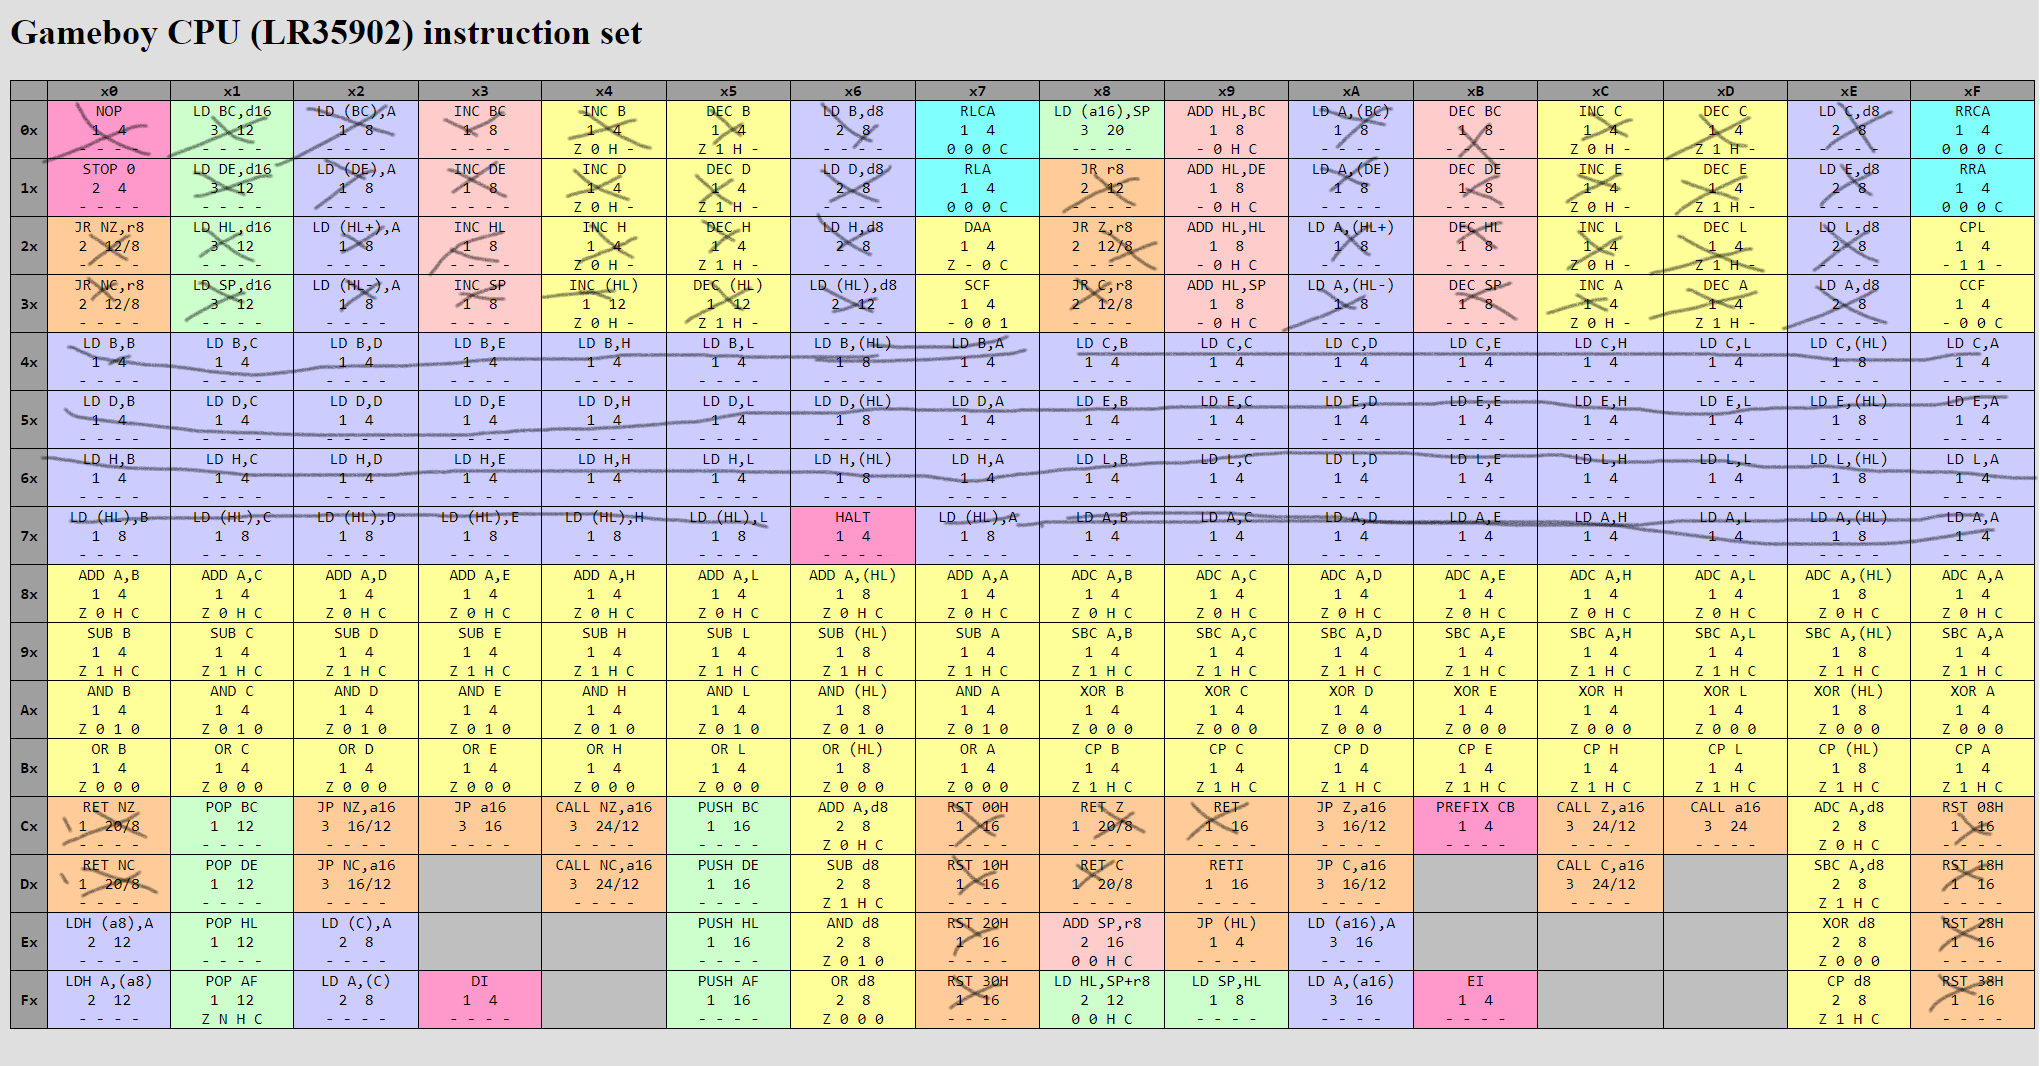 Gameboy CPU (LR35902) instruction set
x0 x1 x2 x3 x4 x5 x6 x7 x8 x9 xA xB xC xD xE xF
NOP LD BC,d16 LD (BC),A INC BC INC B DEC B LD B,d8 RLCA LD (a16),SP ADD HL,BC LD A,(BC) DEC BC INC C DEC C LD C,d8 RRCA
0x 1 4 3 12 1 8 1 8 1 4 1 4 2 8 1 4 3 20 1 8 1 8 1 8 1 4 1 4 2 8 1 4
- - - - - - - - - - - - - - - - Z 0 H - Z 1 H - - - - - 0 0 0 C - - - - - 0 H C - - - - - - - - Z 0 H - Z 1 H - - - - - 0 0 0 C
STOP 0 LD DE,d16 LD (DE),A INC DE INC D DEC D LD D,d8 RLA JR r8 ADD HL,DE LD A,(DE) DEC DE INC E DEC E LD E,d8 RRA
1x 2 4 3 12 1 8 1 8 1 4 1 4 2 8 1 4 2 12 1 8 1 8 1 8 1 4 1 4 2 8 1 4
- - - - - - - - - - - - - - - - Z 0 H - Z 1 H - - - - - 0 0 0 C - - - - - 0 H C - - - - - - - - Z 0 H - Z 1 H - - - - - 0 0 0 C
JR NZ,r8 LD HL,d16 LD (HL+),A INC HL INC H DEC H LD H,d8 DAA JR Z,r8 ADD HL,HL LD A,(HL+) DEC HL INC L DEC L LD L,d8 CPL
2x 2 12/8 3 12 1 8 1 8 1 4 1 4 2 8 1 4 2 12/8 1 8 1 8 1 8 1 4 1 4 2 8 1 4
- - - - - - - - - - - - - - - - Z 0 H - Z 1 H - - - - - Z - 0 C - - - - - 0 H C - - - - - - - - Z 0 H - Z 1 H - - - - - - 1 1 -
JR NC,r8 LD SP,d16 LD (HL-),A INC SP INC (HL) DEC (HL) LD (HL),d8 SCF JR C,r8 ADD HL,SP LD A,(HL-) DEC SP INC A DEC A LD A,d8 CCF
3x 2 12/8 3 12 1 8 1 8 1 12 1 12 2 12 1 4 2 12/8 1 8 1 8 1 8 1 4 1 4 2 8 1 4
- - - - - - - - - - - - - - - - Z 0 H - Z 1 H - - - - - - 0 0 1 - - - - - 0 H C - - - - - - - - Z 0 H - Z 1 H - - - - - - 0 0 C
LD B,B LD B,C LD B,D LD B,E LD B,H LD B,L LD B,(HL) LD B,A LD C,B LD C,C LD C,D LD C,E LD C,H LD C,L LD C,(HL) LD C,A
4x 1 4 1 4 1 4 1 4 1 4 1 4 1 8 1 4 1 4 1 4 1 4 1 4 1 4 1 4 1 8 1 4
- - - - - - - - - - - - - - - - - - - - - - - - - - - - - - - - - - - - - - - - - - - - - - - - - - - - - - - - - - - - - - - -
LD D,B LD D,C LD D,D LD D,E LD D,H LD D,L LD D,(HL) LD D,A LD E,B LD E,C LD E,D LD E,E LD E,H LD E,L LD E,(HL) LD E,A
5x 1 4 1 4 1 4 1 4 1 4 1 4 1 8 1 4 1 4 1 4 1 4 1 4 1 4 1 4 1 8 1 4
- - - - - - - - - - - - - - - - - - - - - - - - - - - - - - - - - - - - - - - - - - - - - - - - - - - - - - - - - - - - - - - -
LD H,B LD H,C LD H,D LD H,E LD H,H LD H,L LD H,(HL) LD H,A LD L,B LD L,C LD L,D LD L,E LD L,H LD L,L LD L,(HL) LD L,A
6x 1 4 1 4 1 4 1 4 1 4 1 4 1 8 1 4 1 4 1 4 1 4 1 4 1 4 1 4 1 8 1 4
- - - - - - - - - - - - - - - - - - - - - - - - - - - - - - - - - - - - - - - - - - - - - - - - - - - - - - - - - - - - - - - -
LD (HL),B LD (HL),C LD (HL),D LD (HL),E LD (HL),H LD (HL),L HALT LD (HL),A LD A,B LD A,C LD A,D LD A,E LD A,H LD A,L LD A,(HL) LD A,A
7x 1 8 1 8 1 8 1 8 1 8 1 8 1 4 1 8 1 4 1 4 1 4 1 4 1 4 1 4 1 8 1 4
- - - - - - - - - - - - - - - - - - - - - - - - - - - - - - - - - - - - - - - - - - - - - - - - - - - - - - - - - - - - - - - -
ADD A,B ADD A,C ADD A,D ADD A,E ADD A,H ADD A,L ADD A,(HL) ADD A,A ADC A,B ADC A,C ADC A,D ADC A,E ADC A,H ADC A,L ADC A,(HL) ADC A,A
8x 1 4 1 4 1 4 1 4 1 4 1 4 1 8 1 4 1 4 1 4 1 4 1 4 1 4 1 4 1 8 1 4
Z 0 H C Z 0 H C Z 0 H C Z 0 H C Z 0 H C Z 0 H C Z 0 H C Z 0 H C Z 0 H C Z 0 H C Z 0 H C Z 0 H C Z 0 H C Z 0 H C Z 0 H C Z 0 H C
SUB B SUB C SUB D SUB E SUB H SUB L SUB (HL) SUB A SBC A,B SBC A,C SBC A,D SBC A,E SBC A,H SBC A,L SBC A,(HL) SBC A,A
9x 1 4 1 4 1 4 1 4 1 4 1 4 1 8 1 4 1 4 1 4 1 4 1 4 1 4 1 4 1 8 1 4
Z 1 H C Z 1 H C Z 1 H C Z 1 H C Z 1 H C Z 1 H C Z 1 H C Z 1 H C Z 1 H C Z 1 H C Z 1 H C Z 1 H C Z 1 H C Z 1 H C Z 1 H C Z 1 H C
AND B AND C AND D AND E AND H AND L AND (HL) AND A XOR B XOR C XOR D XOR E XOR H XOR L XOR (HL) XOR A
Ax 1 4 1 4 1 4 1 4 1 4 1 4 1 8 1 4 1 4 1 4 1 4 1 4 1 4 1 4 1 8 1 4
Z 0 1 0 Z 0 1 0 Z 0 1 0 Z 0 1 0 Z 0 1 0 Z 0 1 0 Z 0 1 0 Z 0 1 0 Z 0 0 0 Z 0 0 0 Z 0 0 0 Z 0 0 0 Z 0 0 0 Z 0 0 0 Z 0 0 0 Z 0 0 0
OR B OR C OR D OR E OR H OR L OR (HL) OR A CP B CP C CP D CP E CP H CP L CP (HL) CP A
Bx 1 4 1 4 1 4 1 4 1 4 1 4 1 8 1 4 1 4 1 4 1 4 1 4 1 4 1 4 1 8 1 4
Z 0 0 0 Z 0 0 0 Z 0 0 0 Z 0 0 0 Z 0 0 0 Z 0 0 0 Z 0 0 0 Z 0 0 0 Z 1 H C Z 1 H C Z 1 H C Z 1 H C Z 1 H C Z 1 H C Z 1 H C Z 1 H C
RET NZ POP BC JP NZ,a16 JP a16 CALL NZ,a16 PUSH BC ADD A,d8 RST 00H RET Z RET JP Z,a16 PREFIX CB CALL Z,a16 CALL a16 ADC A,d8 RST 08H
Cx 1 20/8 1 12 3 16/12 3 16 3 24/12 1 16 2 8 1 16 1 20/8 1 16 3 16/12 1 4 3 24/12 3 24 2 8 1 16
- - - - - - - - - - - - - - - - - - - - - - - - Z 0 H C - - - - - - - - - - - - - - - - - - - - - - - - - - - - Z 0 H C - - - -
RET NC POP DE JP NC,a16 CALL NC,a16 PUSH DE SUB d8 RST 10H RET C RETI JP C,a16 CALL C,a16 SBC A,d8 RST 18H
Dx 1 20/8 1 12 3 16/12 3 24/12 1 16 2 8 1 16 1 20/8 1 16 3 16/12 3 24/12 2 8 1 16
- - - - - - - - - - - - - - - - - - - - Z 1 H C - - - - - - - - - - - - - - - - - - - - Z 1 H C - - - -
LDH (a8),A POP HL LD (C),A PUSH HL AND d8 RST 20H ADD SP,r8 JP (HL) LD (a16),A XOR d8 RST 28H
Ex 2 12 1 12 2 8 1 16 2 8 1 16 2 16 1 4 3 16 2 8 1 16
- - - - - - - - - - - - - - - - Z 0 1 0 - - - - 0 0 H C - - - - - - - - Z 0 0 0 - - - -
LDH A,(a8) POP AF LD A,(C) DI PUSH AF OR d8 RST 30H LD HL,SP+r8 LD SP,HL LD A,(a16) EI CP d8 RST 38H
Fx 2 12 1 12 2 8 1 4 1 16 2 8 1 16 2 12 1 8 3 16 1 4 2 8 1 16
- - - - Z N H C - - - - - - - - - - - - Z 0 0 0 - - - - 0 0 H C - - - - - - - - - - - - Z 1 H C - - - -